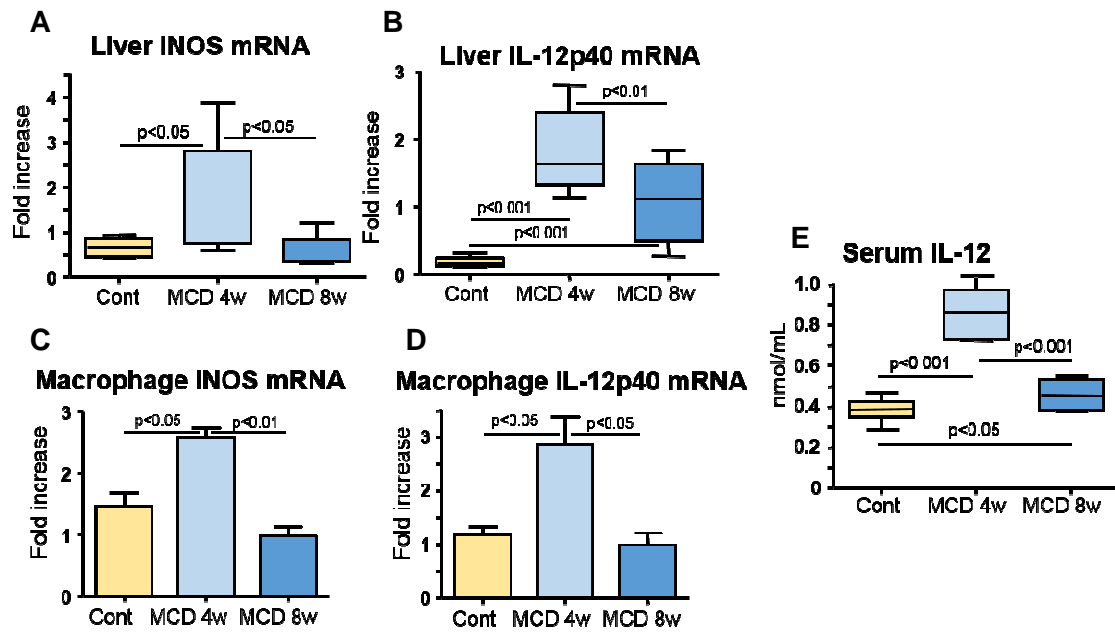 A
Liver INOS mRNA
Fold increase
4
3
2
1
0
p<0.05
p<0.05
Cont
MCD 4w
MCD 8w
B
Liver IL-12p40 mRNA
Fold increase
3
2
1
0
p<0.01
p<0.001
p<0.001
Cont
MCD 4w
MCD 8w
C
Macrophage INOS mRNA
Fold increase
3
2
1
0
p<0.05
p<0.01
Cont
MCD 4w
MCD 8w
D
Macrophage IL-12p40 mRNA
Fold increase
3
2
1
0
p<0.05
p<0.05
Cont
MCD 4w
MCD 8w
E
Serum IL-12
nmol/mL
1.0
0.8
0.6
0.4
0.2
0
p<0.001
p<0.001
p<0.05
Cont
MCD 4w
MCD 8w